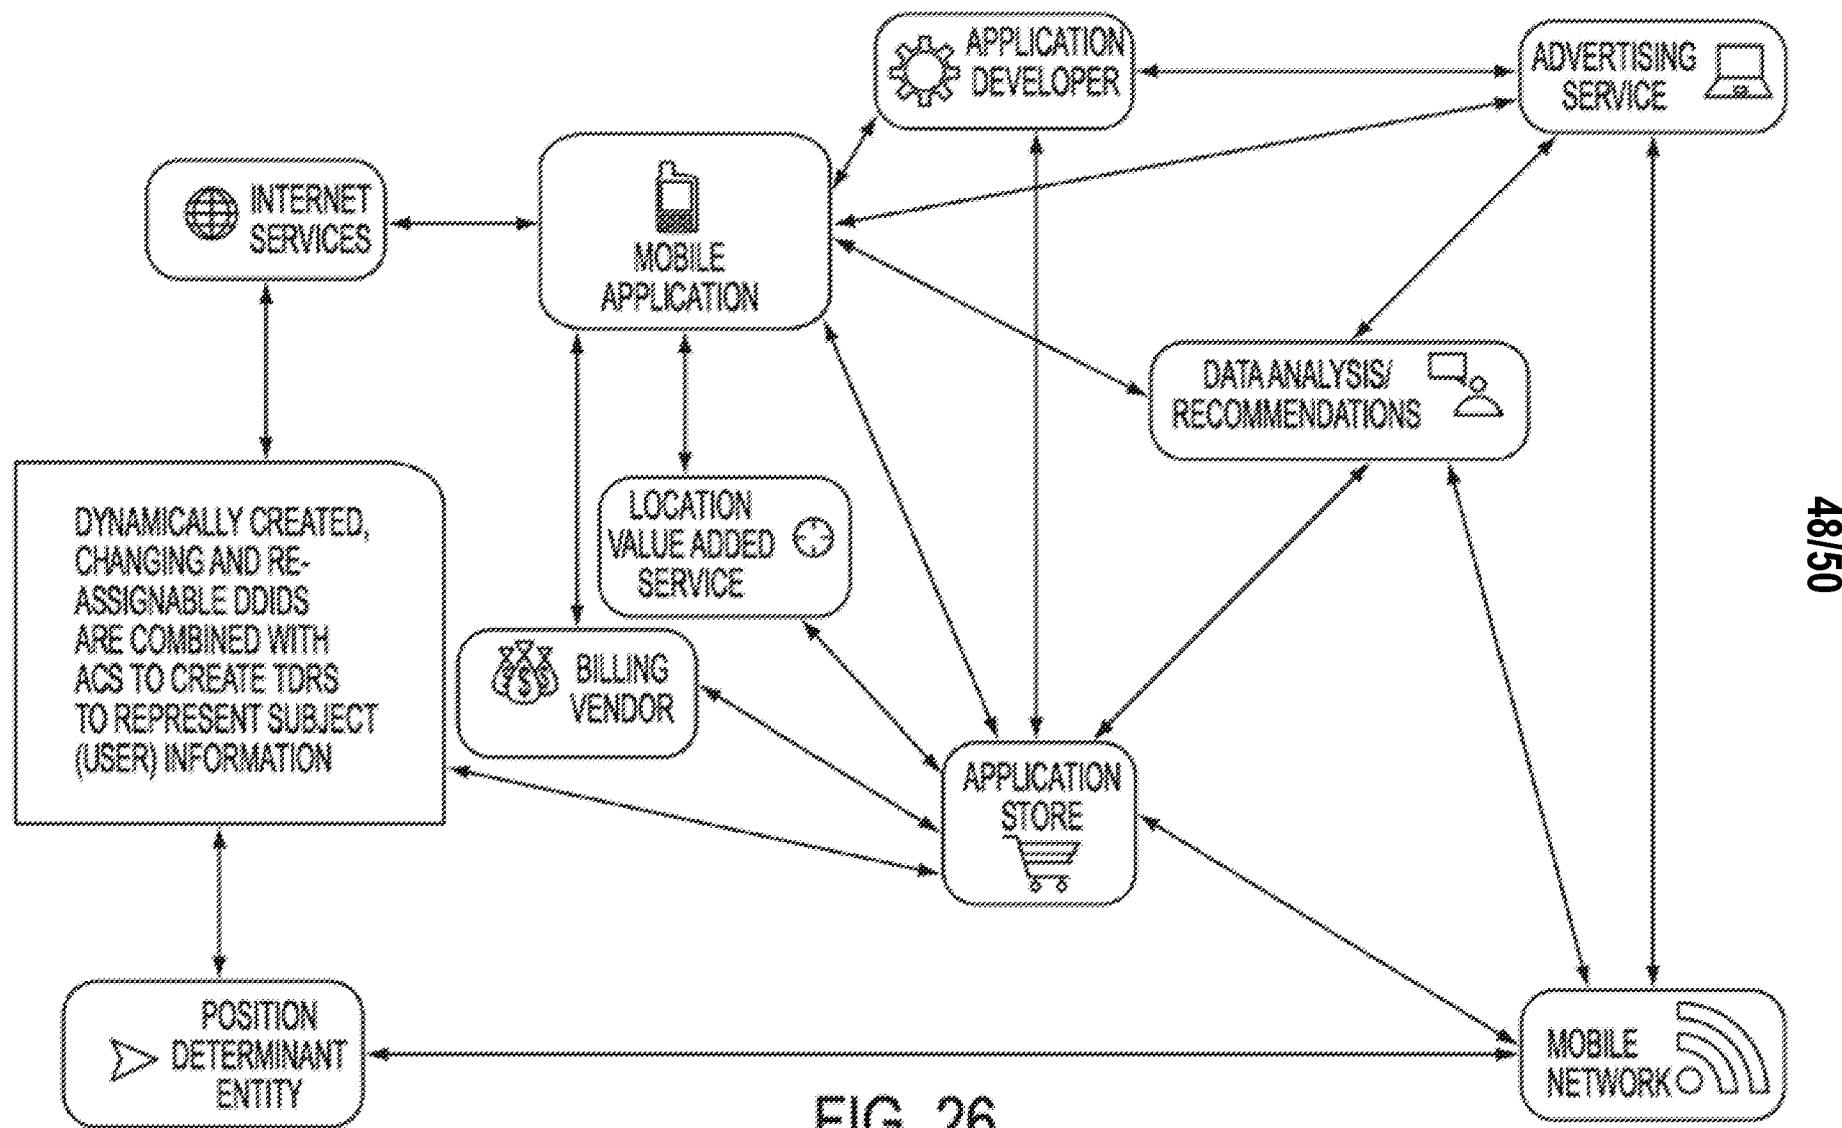 APPLICATION
DEVELOPER
ADVERTISING
SERVICE
INTERNET
SERVICES
MOBILE
APPLICATION
DATA ANALYSIS/
RECOMMENDATIONS
DYNAMICALLY CREATED,
CHANGING AND RE-
ASSIGNABLE DDIDS
ARE COMBINED WITH
ACS TO CREATE TDRS
TO REPRESENT SUBJECT
(USER) INFORMATION
LOCATION
VALUE ADDED
SERVICE
BILLING
VENDOR
$$$
APPLICATION
STORE
POSITION
DETERMINANT
ENTITY
MOBILE
NETWORK
FIG. 26
48/50